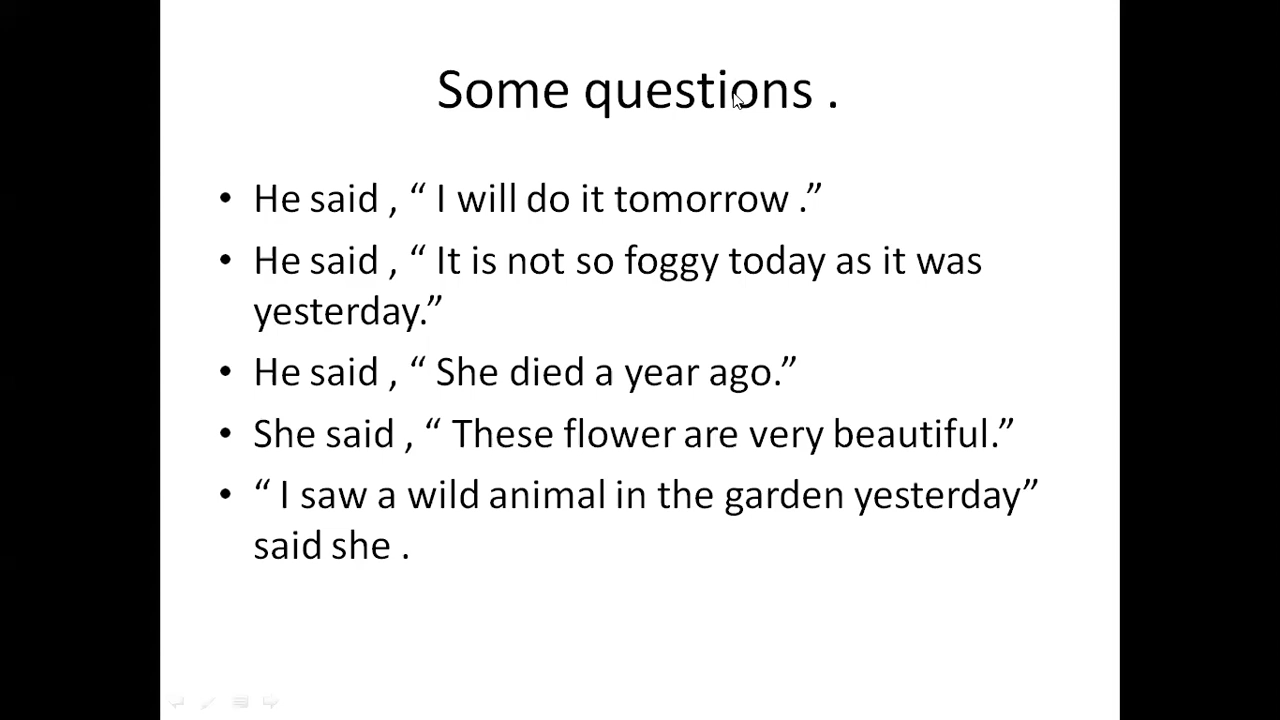 Some questions .
• He said , “ I will do it tomorrow .”
• He said , “ It is not so foggy today as it was
yesterday.”
• He said , “ She died a year ago.”
• She said , “ These flower are very beautiful.”
• “ I saw a wild animal in the garden yesterday”
said she .